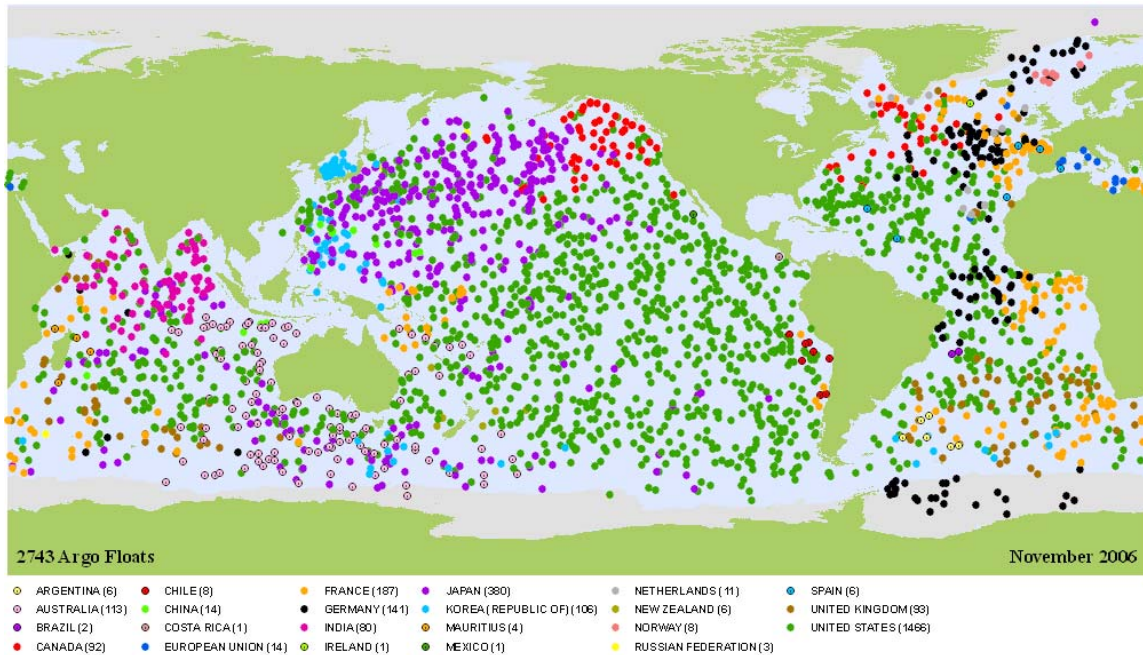 2743 Argo Floats
November 2006
ARGENTINA (6)
AUSTRALIA (113)
BRAZIL (2)
CANADA (92)
CHILE (8)
CHINA (14)
COSTA RICA (1)
EUROPEAN UNION (14)
FRANCE (187)
GERMANY (141)
INDIA (80)
IRELAND (1)
JAPAN (380)
KOREA (REPUBLIC OF) (106)
MAURITIUS (4)
MEXICO (1)
NETHERLANDS (11)
NEW ZEALAND (6)
NORWAY (8)
RUSSIAN FEDERATION (3)
SPAIN (6)
UNITED KINGDOM (93)
UNITED STATES (1466)